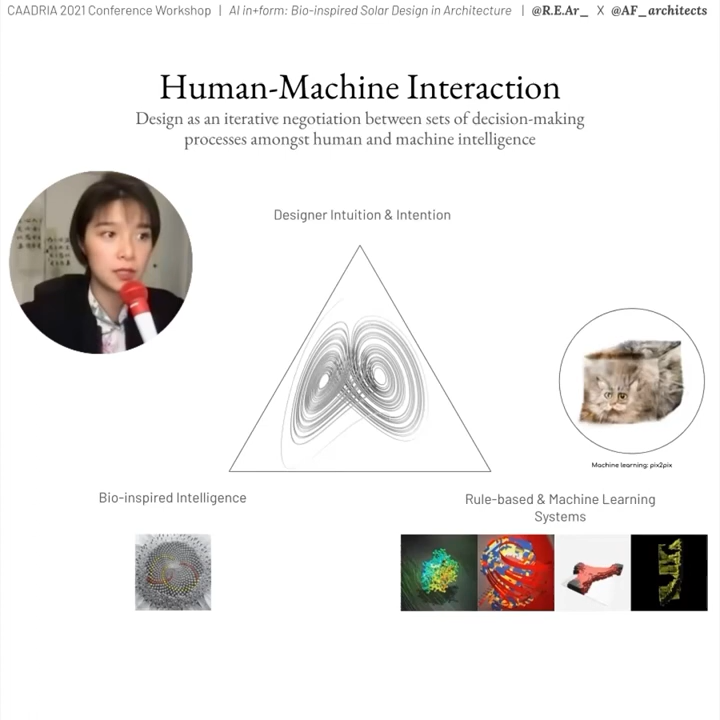 CAADRIA 2021 Conference Workshop | AI in+form: Bio-inspired Solar Design in Architecture | @R.E.Ar_ X @AF_architects
Human-Machine Interaction
Design as an iterative negotiation between sets of decision-making
processes amongst human and machine intelligence
Designer Intuition & Intention
Machine learning: pix2pix
Bio-inspired Intelligence
Rule-based & Machine Learning
Systems